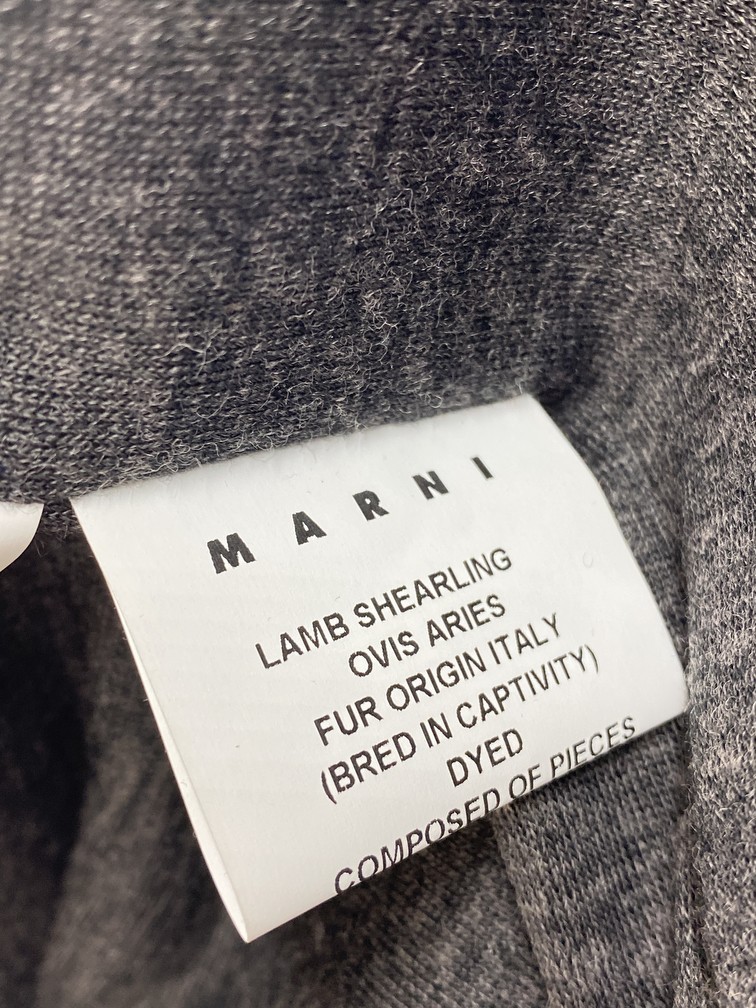 MARNI
LAMB SHEARLING
OVIS ARIES
FUR ORIGIN ITALY
(BRED IN CAPTIVITY)
DYED
COMPOSED OF PIECES